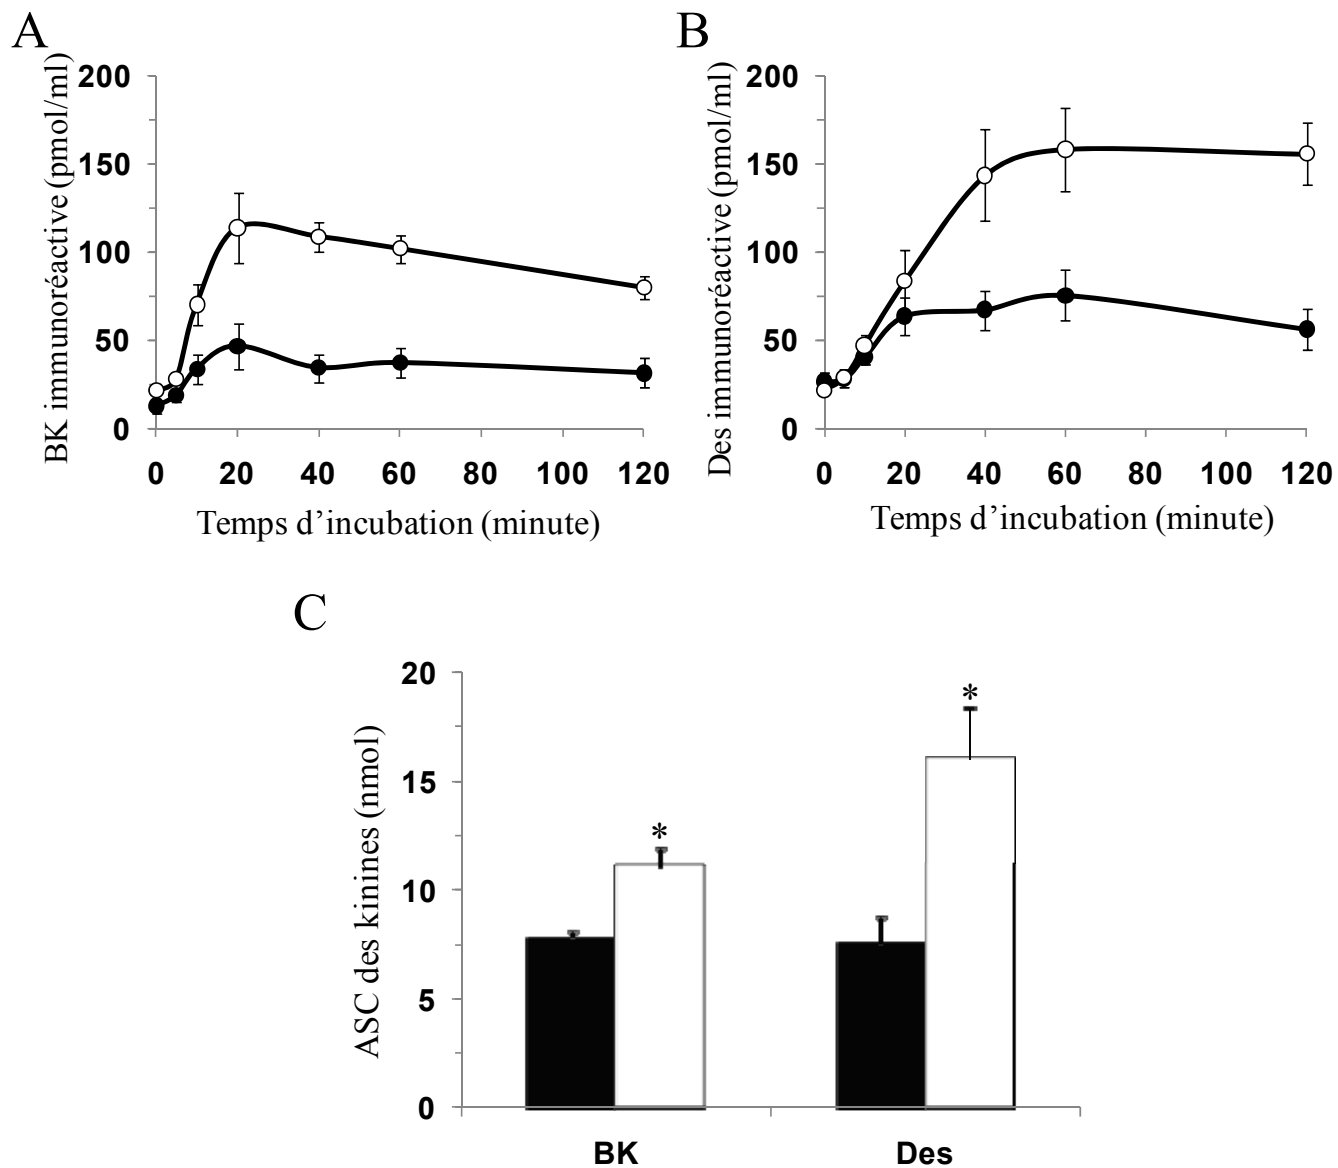 A
B
BK immunoréactive (pmol/ml)
200
150
100
50
0
0 20 40 60 80 100 120
Temps d’incubation (minute)
Des immunoréactive (pmol/ml)
200
150
100
50
0
0 20 40 60 80 100 120
Temps d’incubation (minute)
C
ASC des kinines (nmol)
20
15
10
5
0
*
*
BK Des